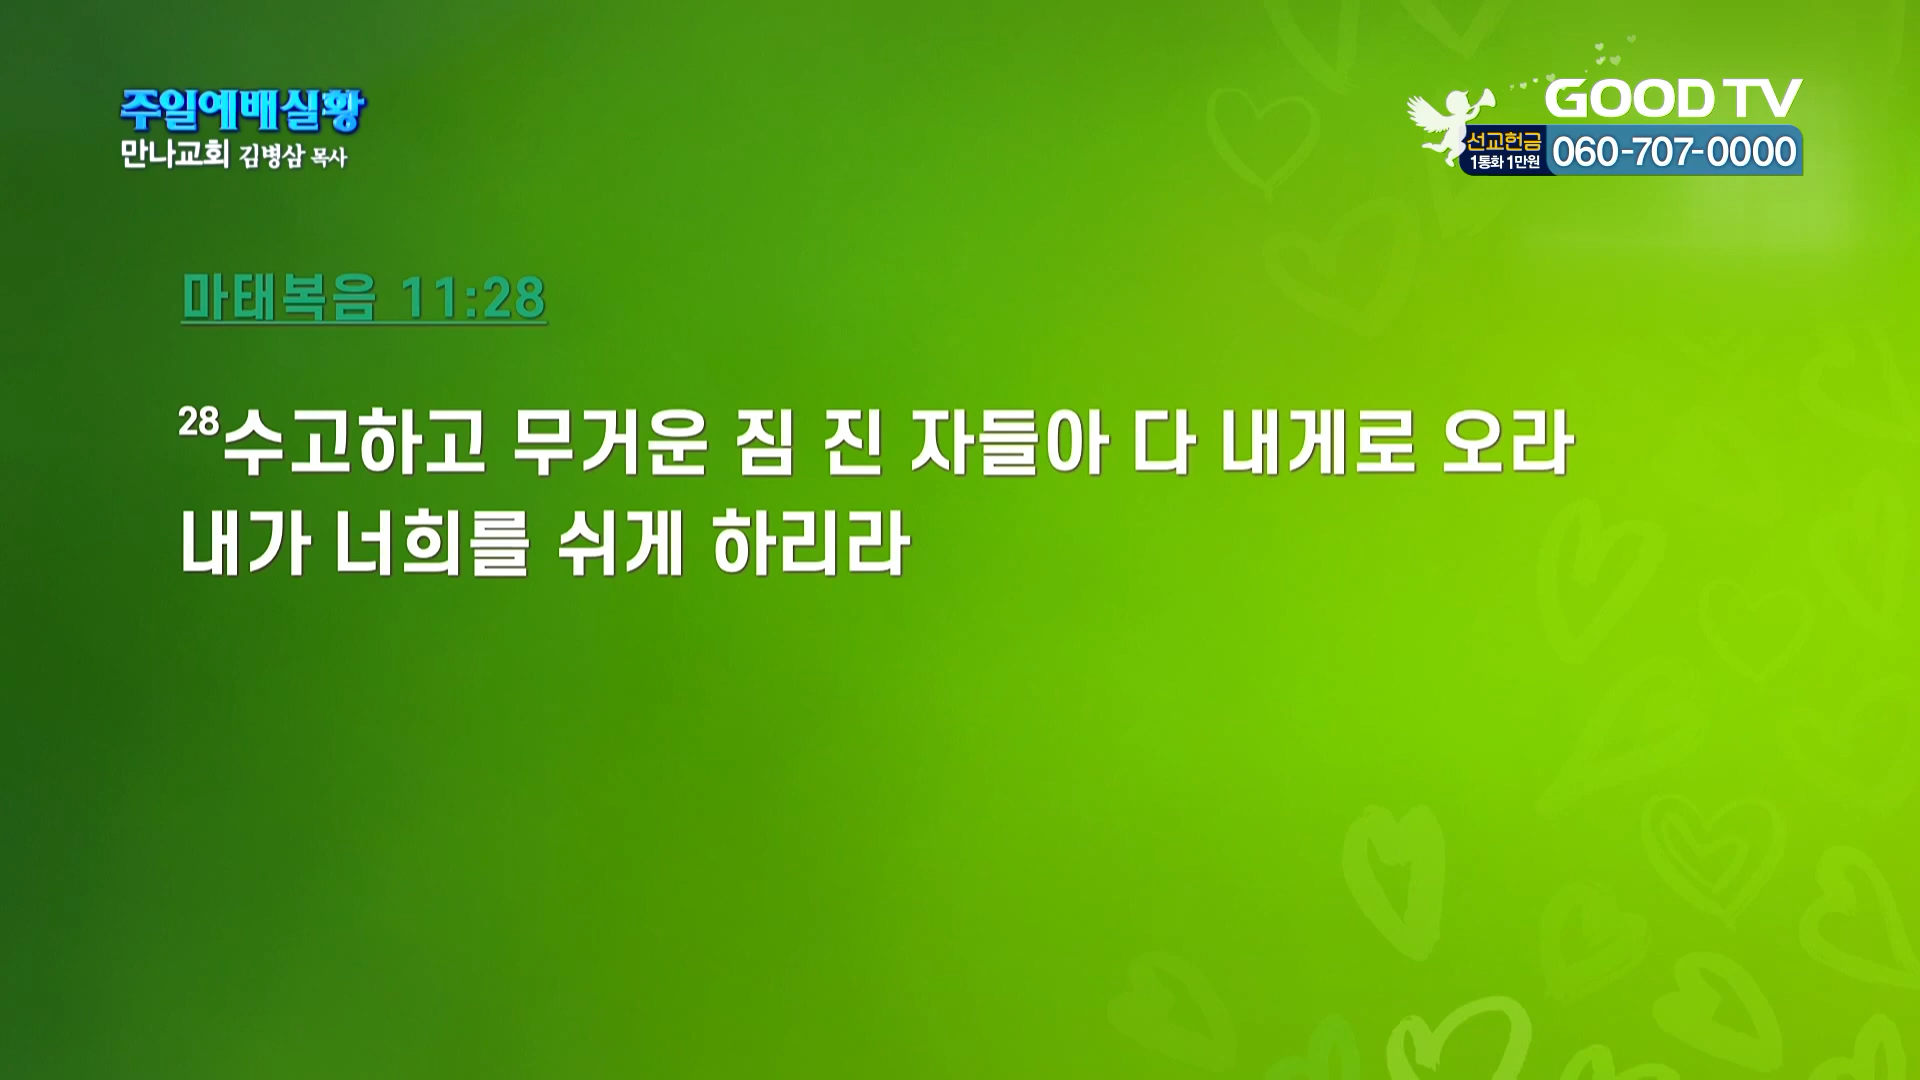 주일예배실황
만나교회 김병삼 목사
GOOD TV
선교헌금
1통화 1만원
060-707-0000
마태복음 11:28
28수고하고 무거운 짐 진 자들아 다 내게로 오라
내가 너희를 쉬게 하리라